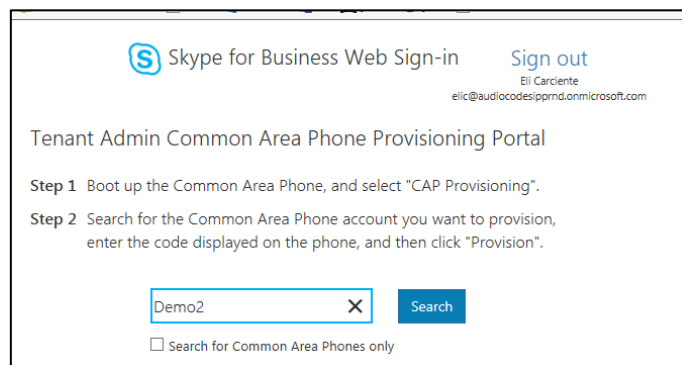 Skype for Business Web Sign-in
Sign out
Eli Carciente
elic@audiocodesipprnd.onmicrosoft.com
Tenant Admin Common Area Phone Provisioning Portal
Step 1 Boot up the Common Area Phone, and select "CAP Provisioning".
Step 2 Search for the Common Area Phone account you want to provision,
enter the code displayed on the phone, and then click "Provision".
Demo2
Search
Search for Common Area Phones only